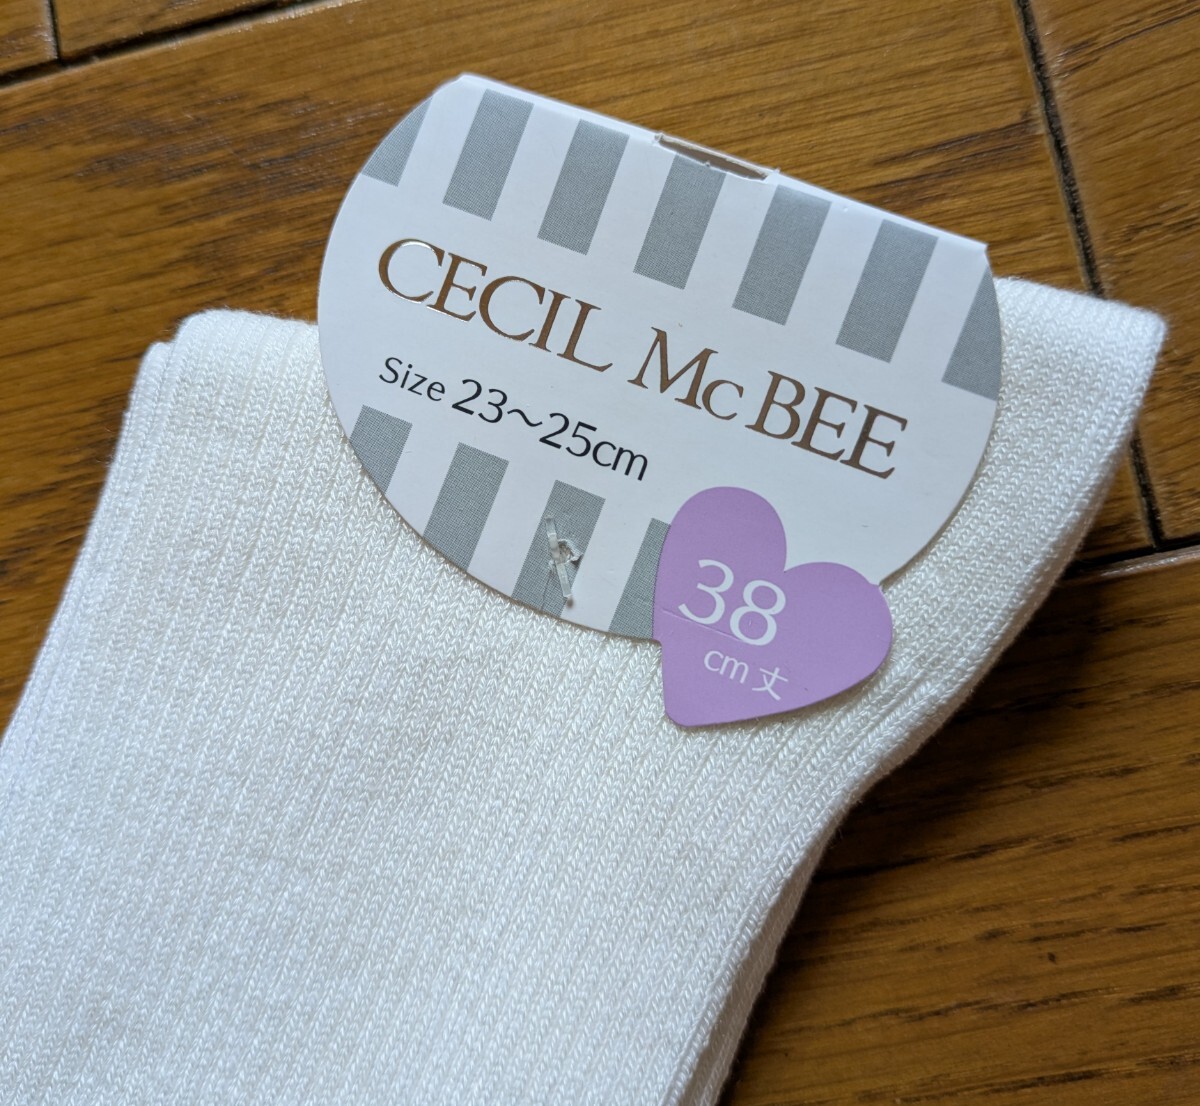 CECIL McBEE
Size 23～25cm
38
cm丈